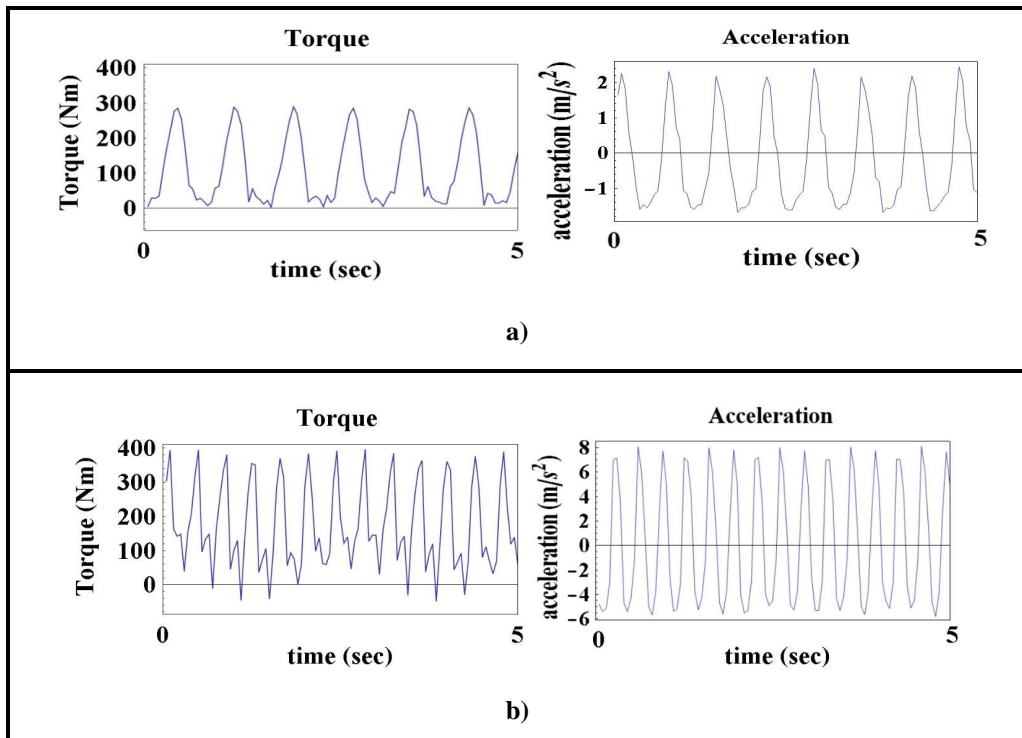 Torque
Torque (Nm)
400
300
200
100
0
0
5
time (sec)
Acceleration
acceleration (m/s²)
2
1
0
−1
0
5
time (sec)
a)
Torque
Torque (Nm)
400
300
200
100
0
0
5
time (sec)
Acceleration
acceleration (m/s²)
8
6
4
2
0
−2
−4
−6
0
5
time (sec)
b)